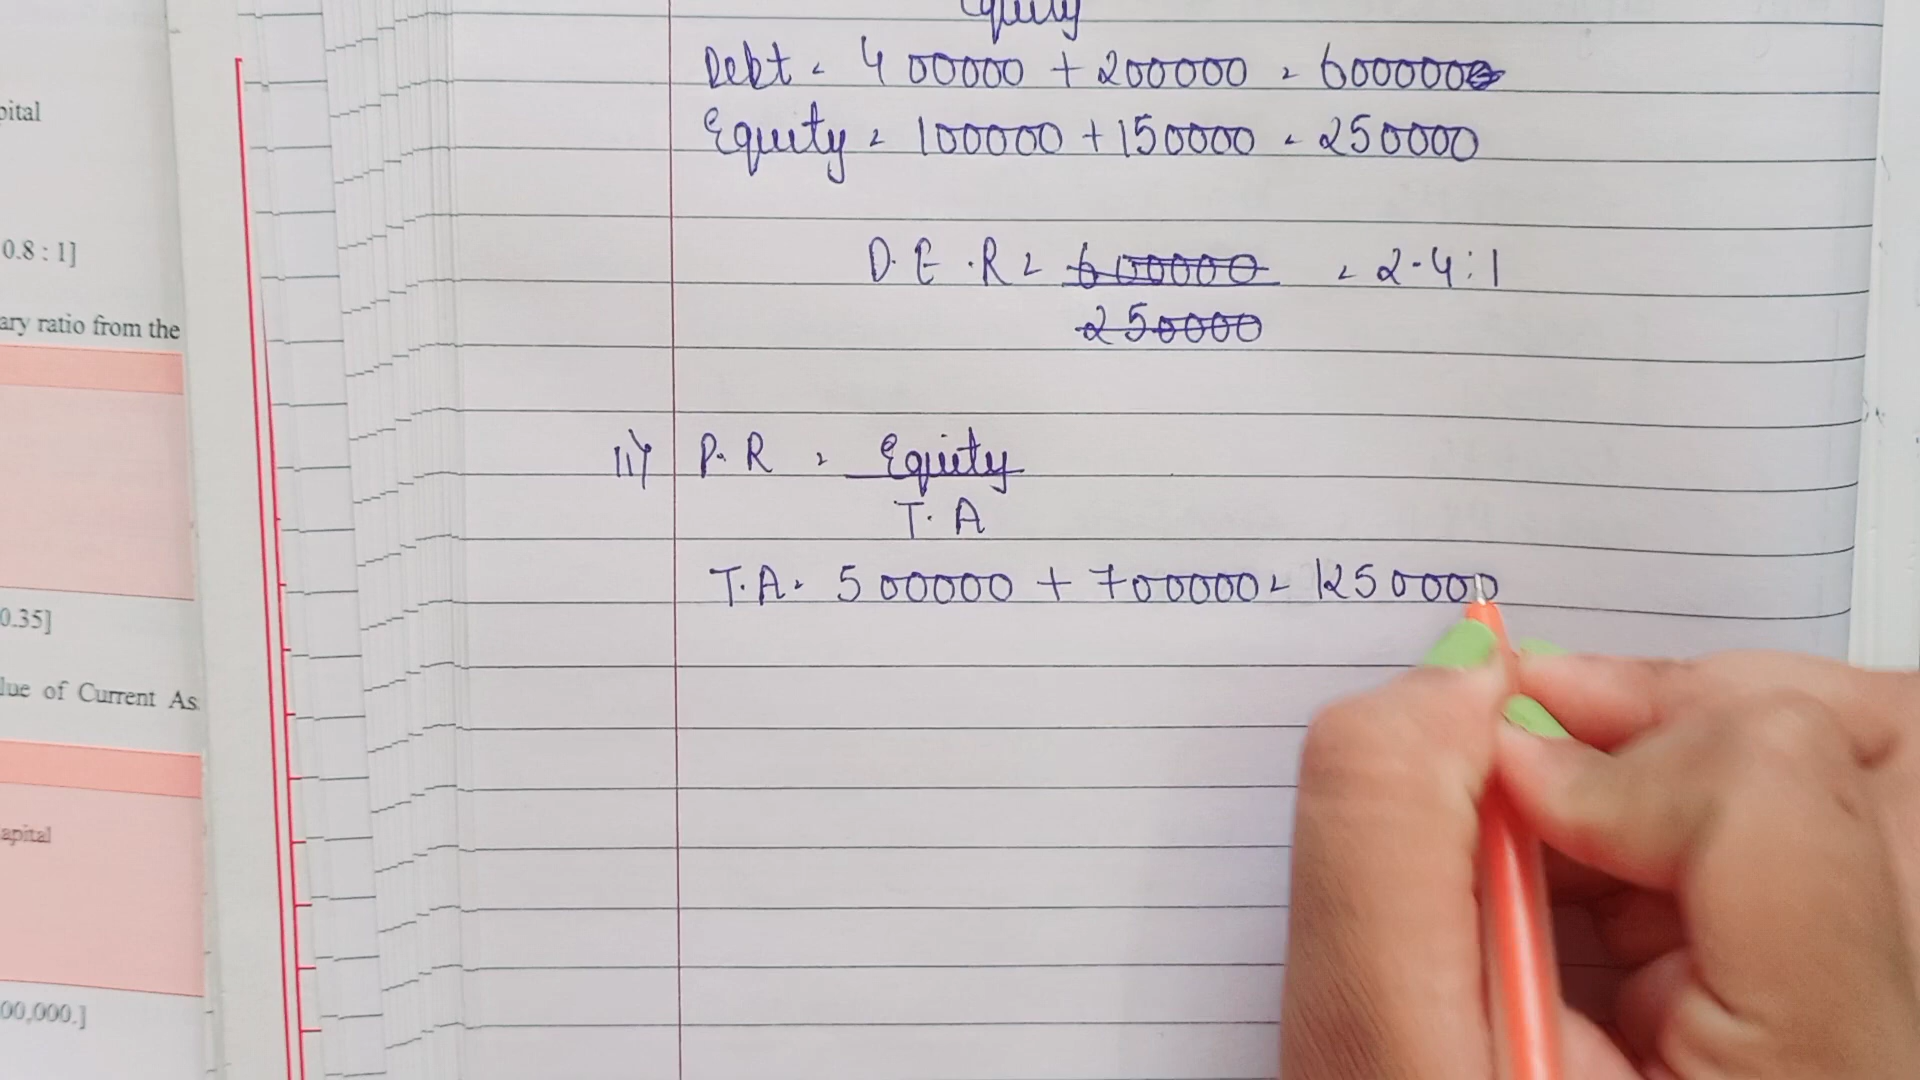 pital
0.8 : 1]
ary ratio from the
0.35]
lue of Current As
apital
00,000.]
Equity
Debt = 400000 + 200000 = 600000
Equity = 100000 + 150000 = 250000
D.E.R = 600000 = 2.4:1
250000
ii) P.R = Equity
T.A
T.A = 500000 + 700000 = 1250000